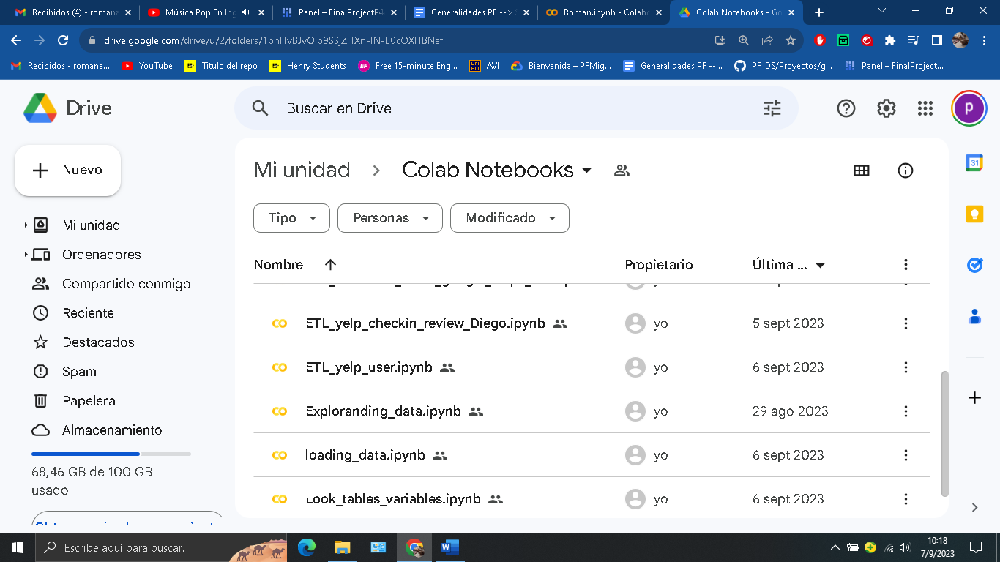 Recibidos (4) - romana
Música Pop En Ing
Panel – FinalProjectP4
Generalidades PF --> S
Roman.ipynb - Colabo
Colab Notebooks - Go
drive.google.com/drive/u/2/folders/1bnHvBJvOip9SSjZHXn-IN-E0cOXHBNaf
Recibidos - romana...
YouTube
Titulo del repo
Henry Students
EF
Free 15-minute Eng...
UNAM
AVI
Bienvenida – PFMig...
Generalidades PF --...
PF_DS/Proyectos/g...
Panel – FinalProject...
Drive
Buscar en Drive
p
Nuevo
Mi unidad
Colab Notebooks
31
Tipo
Personas
Modificado
Mi unidad
Ordenadores
Compartido conmigo
Reciente
Destacados
Spam
Papelera
Almacenamiento
68,46 GB de 100 GB
usado
Nombre
Propietario
Última ...
ETL_yelp_checkin_review_Diego.ipynb
yo
5 sept 2023
ETL_yelp_user.ipynb
yo
6 sept 2023
Exploranding_data.ipynb
yo
29 ago 2023
loading_data.ipynb
yo
6 sept 2023
Look_tables_variables.ipynb
yo
6 sept 2023
Escribe aquí para buscar.
10:18
7/9/2023